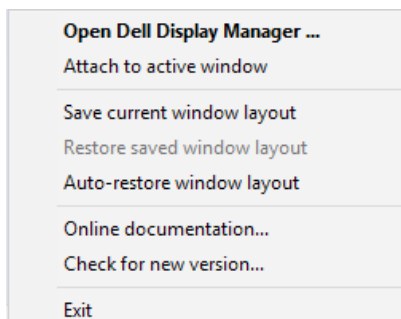 Open Dell Display Manager ...
Attach to active window
Save current window layout
Restore saved window layout
Auto-restore window layout
Online documentation...
Check for new version...
Exit